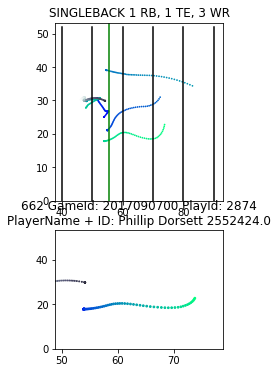 SINGLEBACK 1 RB, 1 TE, 3 WR
50
40
30
20
10
0
40 60 80
662 GameId: 2017090700 PlayId: 2874
PlayerName + ID: Phillip Dorsett 2552424.0
40
20
0
50 60 70